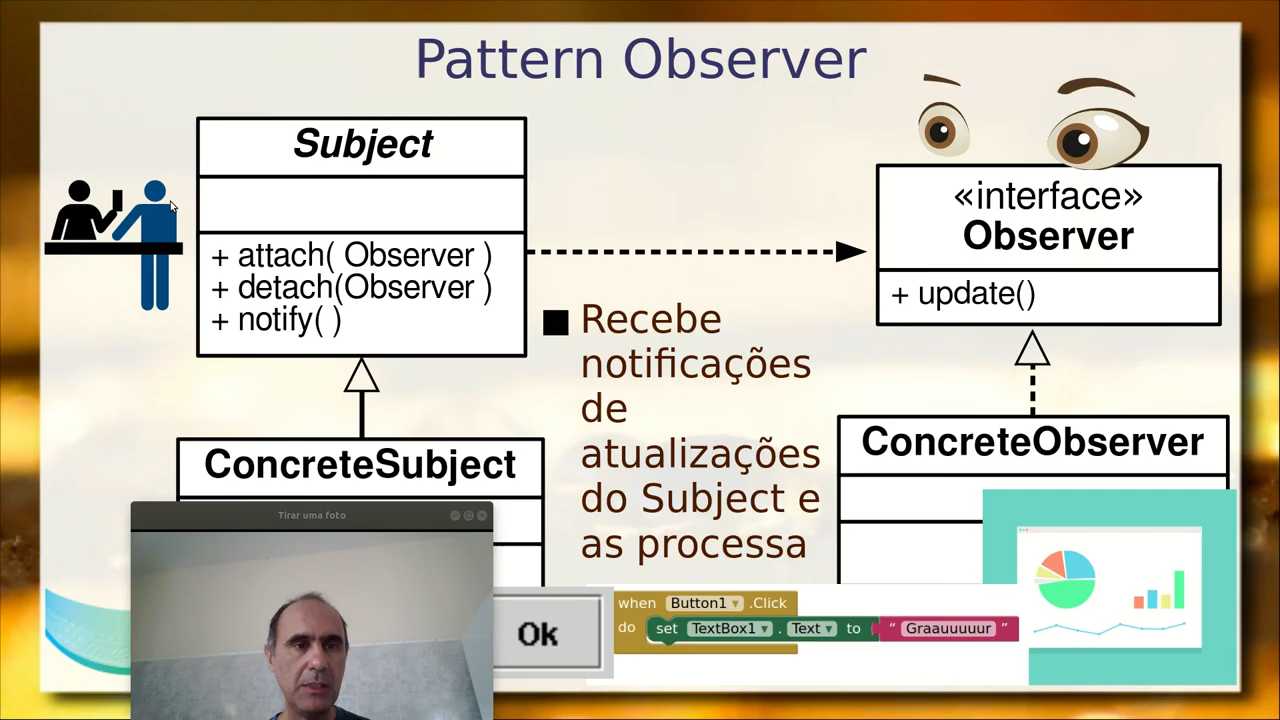 Pattern Observer
Subject
+ attach( Observer )
+ detach(Observer )
+ notify( )
«interface»
Observer
+ update()
Recebe
notificações
de
atualizações
do Subject e
as processa
ConcreteSubject
ConcreteObserver
Tirar uma foto
Ok
when Button1 .Click
do set TextBox1 . Text to “ Graauuuuur ”